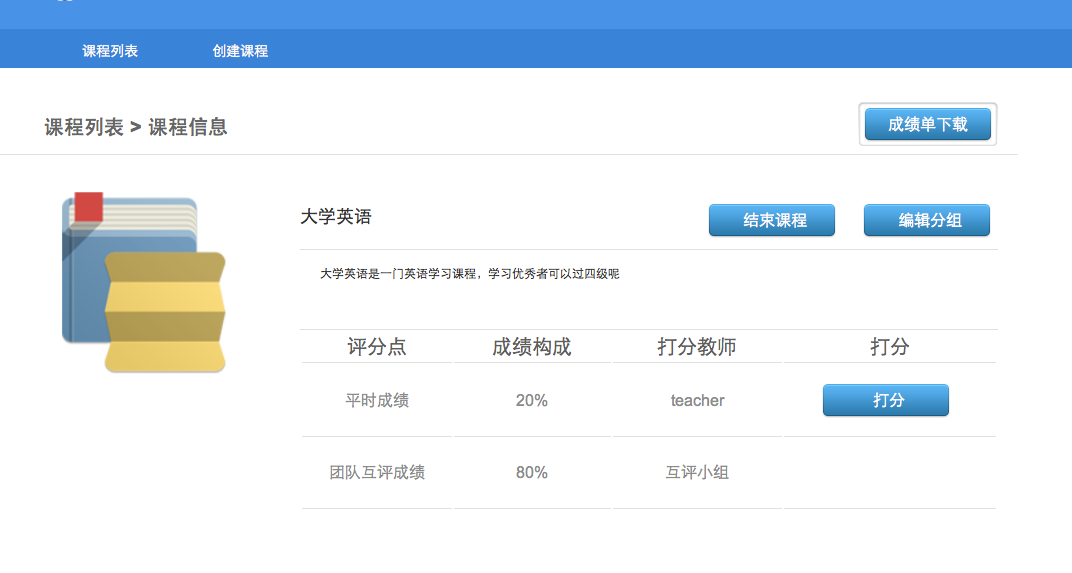 课程列表 创建课程
课程列表 > 课程信息 成绩单下载
大学英语 结束课程 编辑分组
大学英语是一门英语学习课程，学习优秀者可以过四级呢
评分点 成绩构成 打分教师 打分
平时成绩 20% teacher 打分
团队互评成绩 80% 互评小组